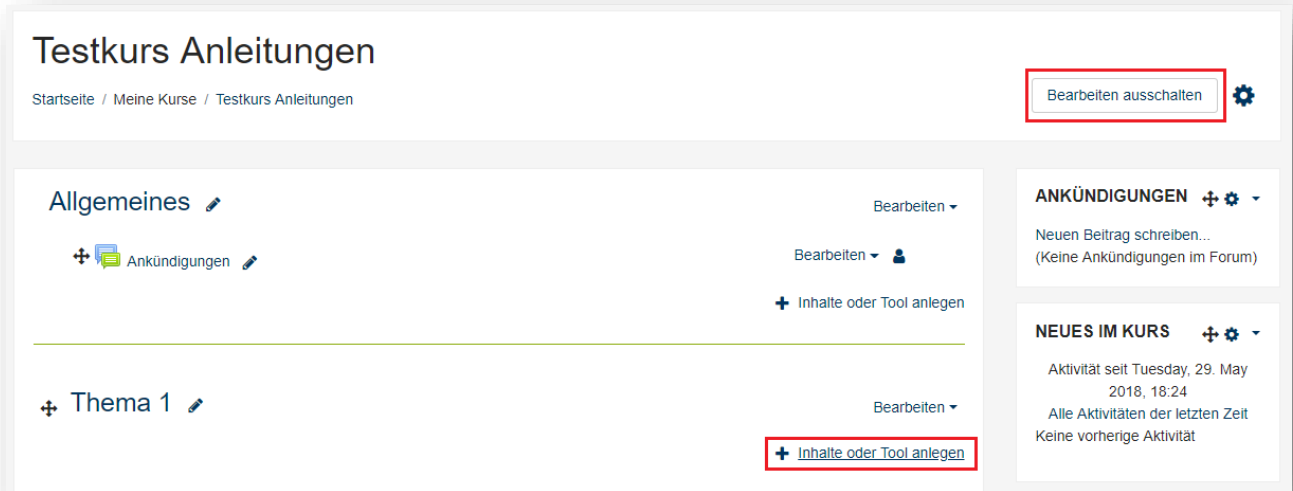 Testkurs Anleitungen
Startseite / Meine Kurse / Testkurs Anleitungen
Bearbeiten ausschalten
Allgemeines
Bearbeiten
Ankündigungen
Bearbeiten
Inhalte oder Tool anlegen
Thema 1
Bearbeiten
Inhalte oder Tool anlegen
ANKÜNDIGUNGEN
Neuen Beitrag schreiben...
(Keine Ankündigungen im Forum)
NEUES IM KURS
Aktivität seit Tuesday, 29. May
2018, 18:24
Alle Aktivitäten der letzten Zeit
Keine vorherige Aktivität